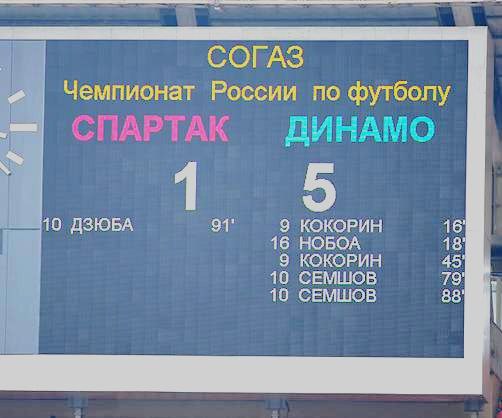 СОГАЗ
Чемпионат России по футболу
СПАРТАК ДИНАМО
1 5
10 ДЗЮБА 91' 9 КОКОРИН 16'
16 НОБОА 18'
9 КОКОРИН 45'
10 СЕМШОВ 79'
10 СЕМШОВ 88'